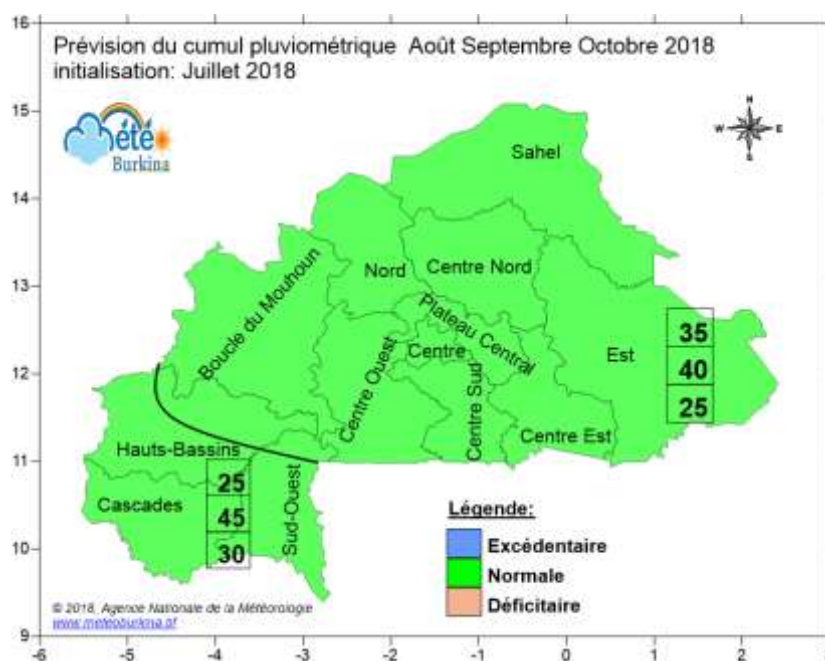 Prévision du cumul pluviométrique Août Septembre Octobre 2018
initialisation: Juillet 2018
Météo
Burkina
N
W E
S
Sahel
Nord
Centre Nord
Boucle du Mouhoun
Plateau Central
Centre
Centre Ouest
Centre Sud
Est
Centre Est
35
40
25
Hauts-Bassins
Cascades
Sud-Ouest
25
45
30
Légende:
Excédentaire
Normale
Déficitaire
© 2018, Agence Nationale de la Météorologie
www.meteoburkina.bf
16
15
14
13
12
11
10
9
-6 -5 -4 -3 -2 -1 0 1 2